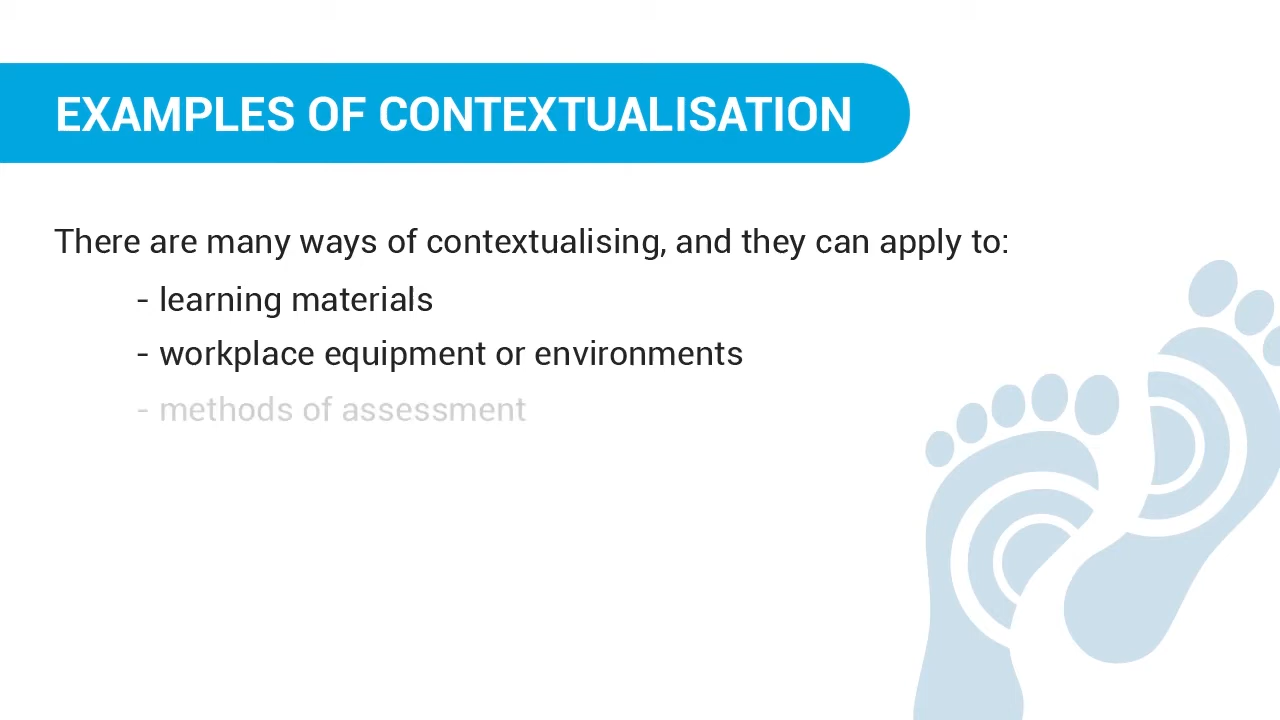 EXAMPLES OF CONTEXTUALISATION
There are many ways of contextualising, and they can apply to:
- learning materials
- workplace equipment or environments
- methods of assessment